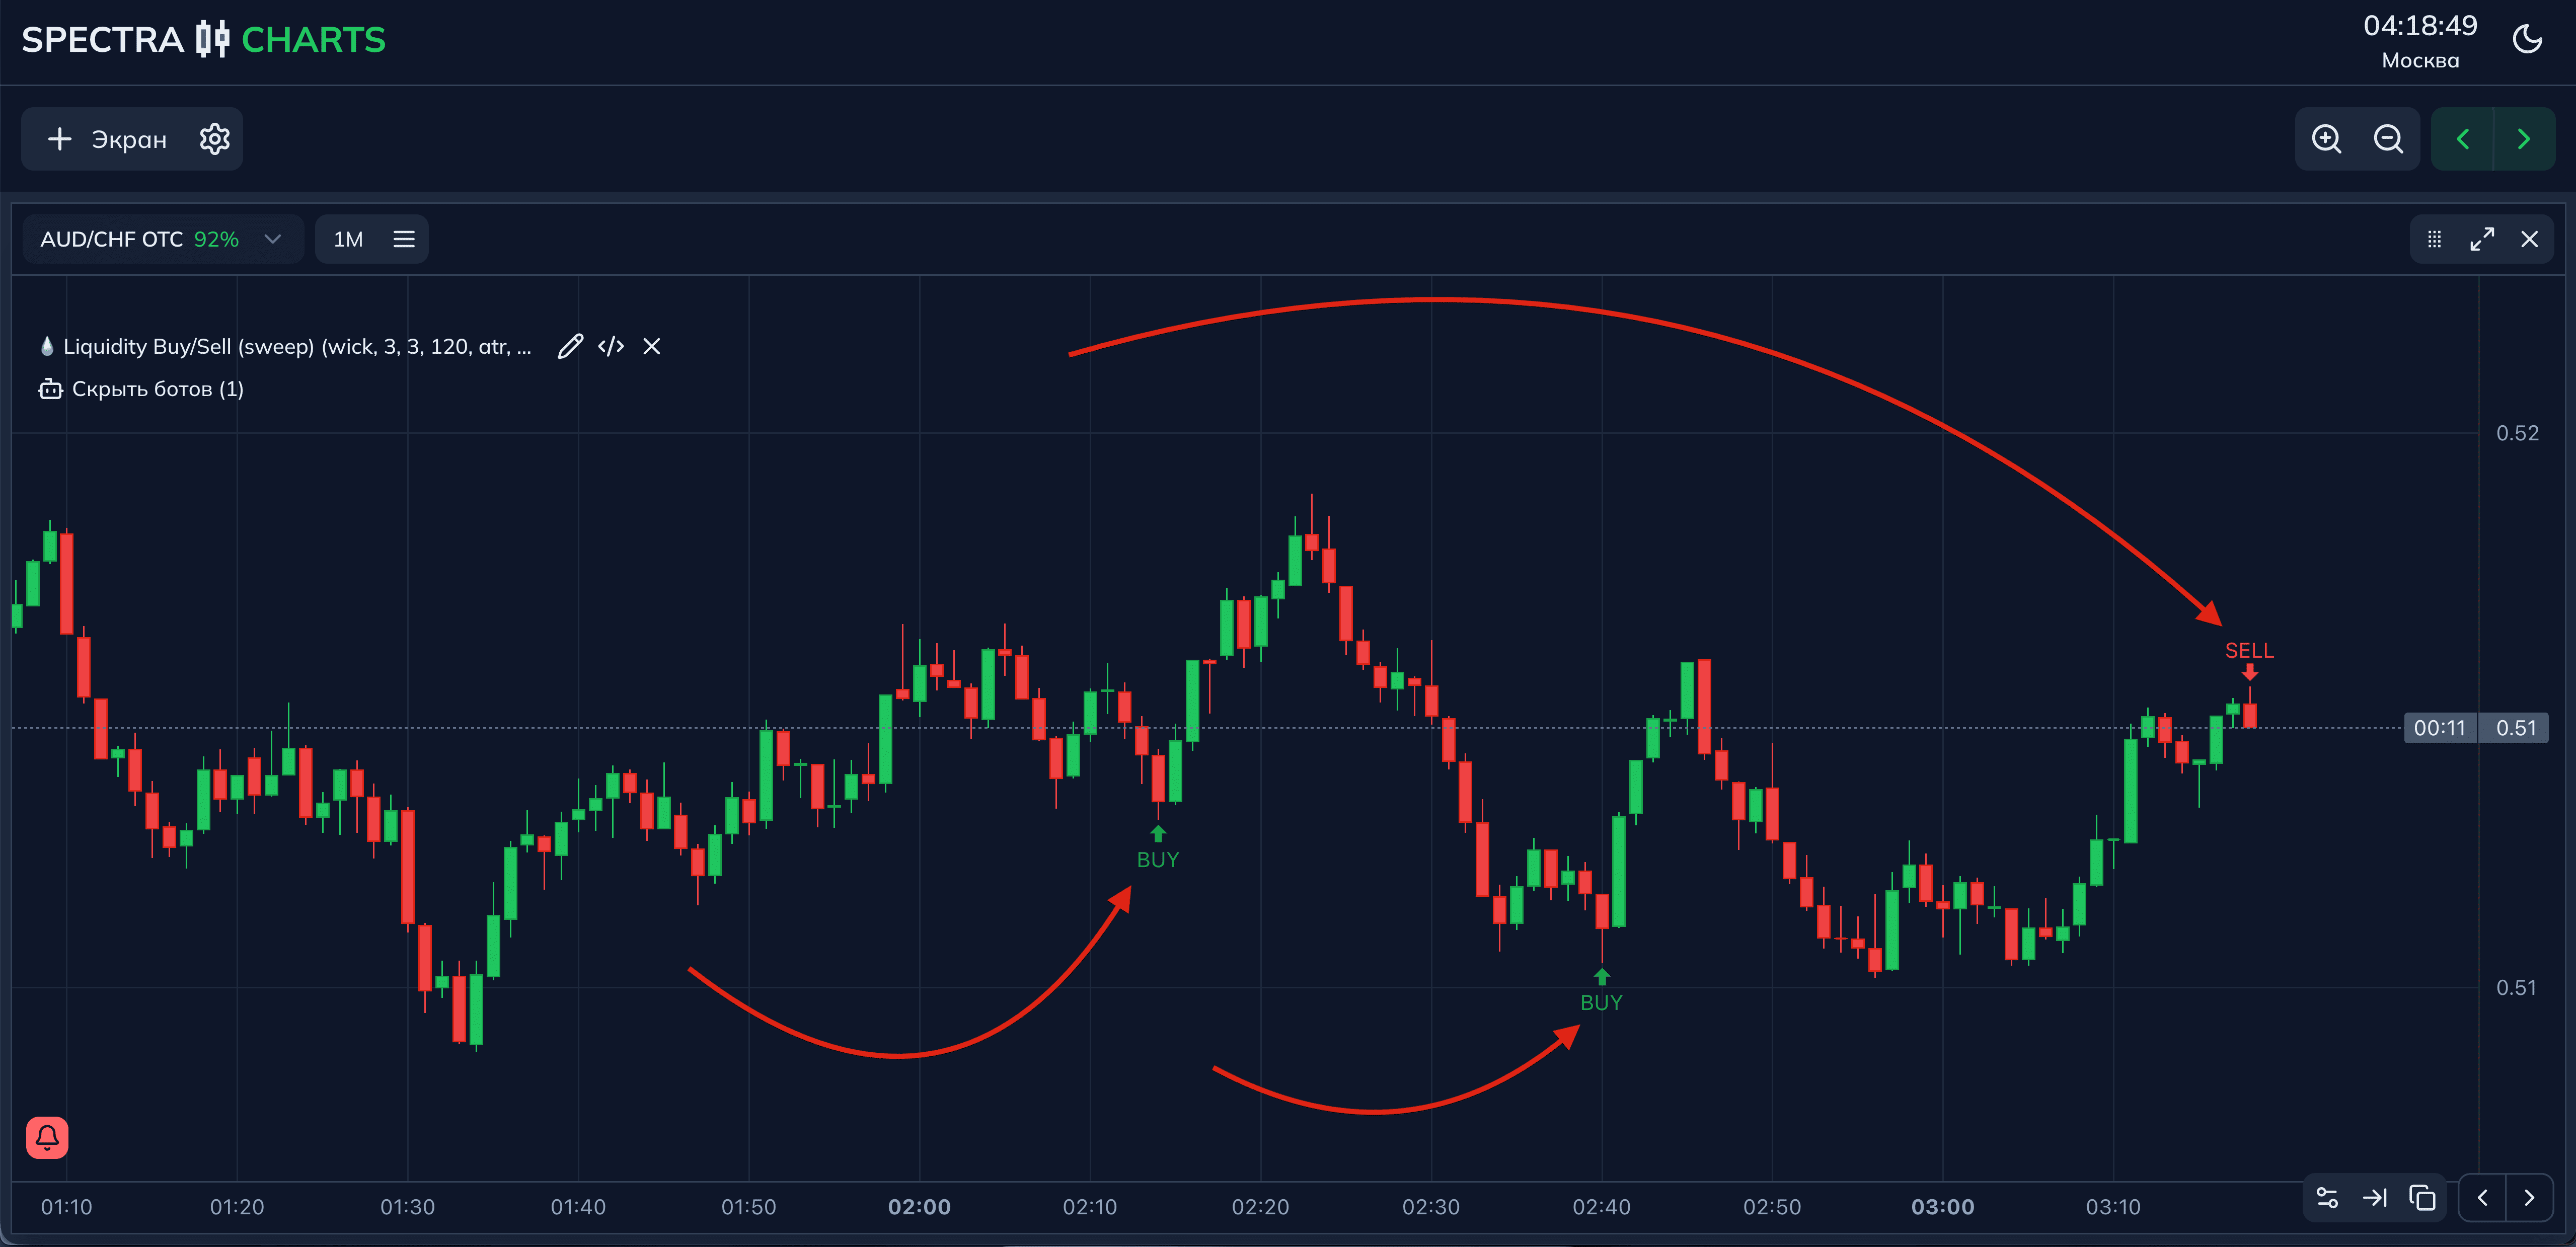 SPECTRA CHARTS
04:18:49
Москва
Экран
AUD/CHF OTC 92%
1M
Liquidity Buy/Sell (sweep) (wick, 3, 3, 120, atr, ...
Скрыть ботов (1)
0.52
SELL
00:11 0.51
BUY
BUY
0.51
01:10 01:20 01:30 01:40 01:50 02:00 02:10 02:20 02:30 02:40 02:50 03:00 03:10